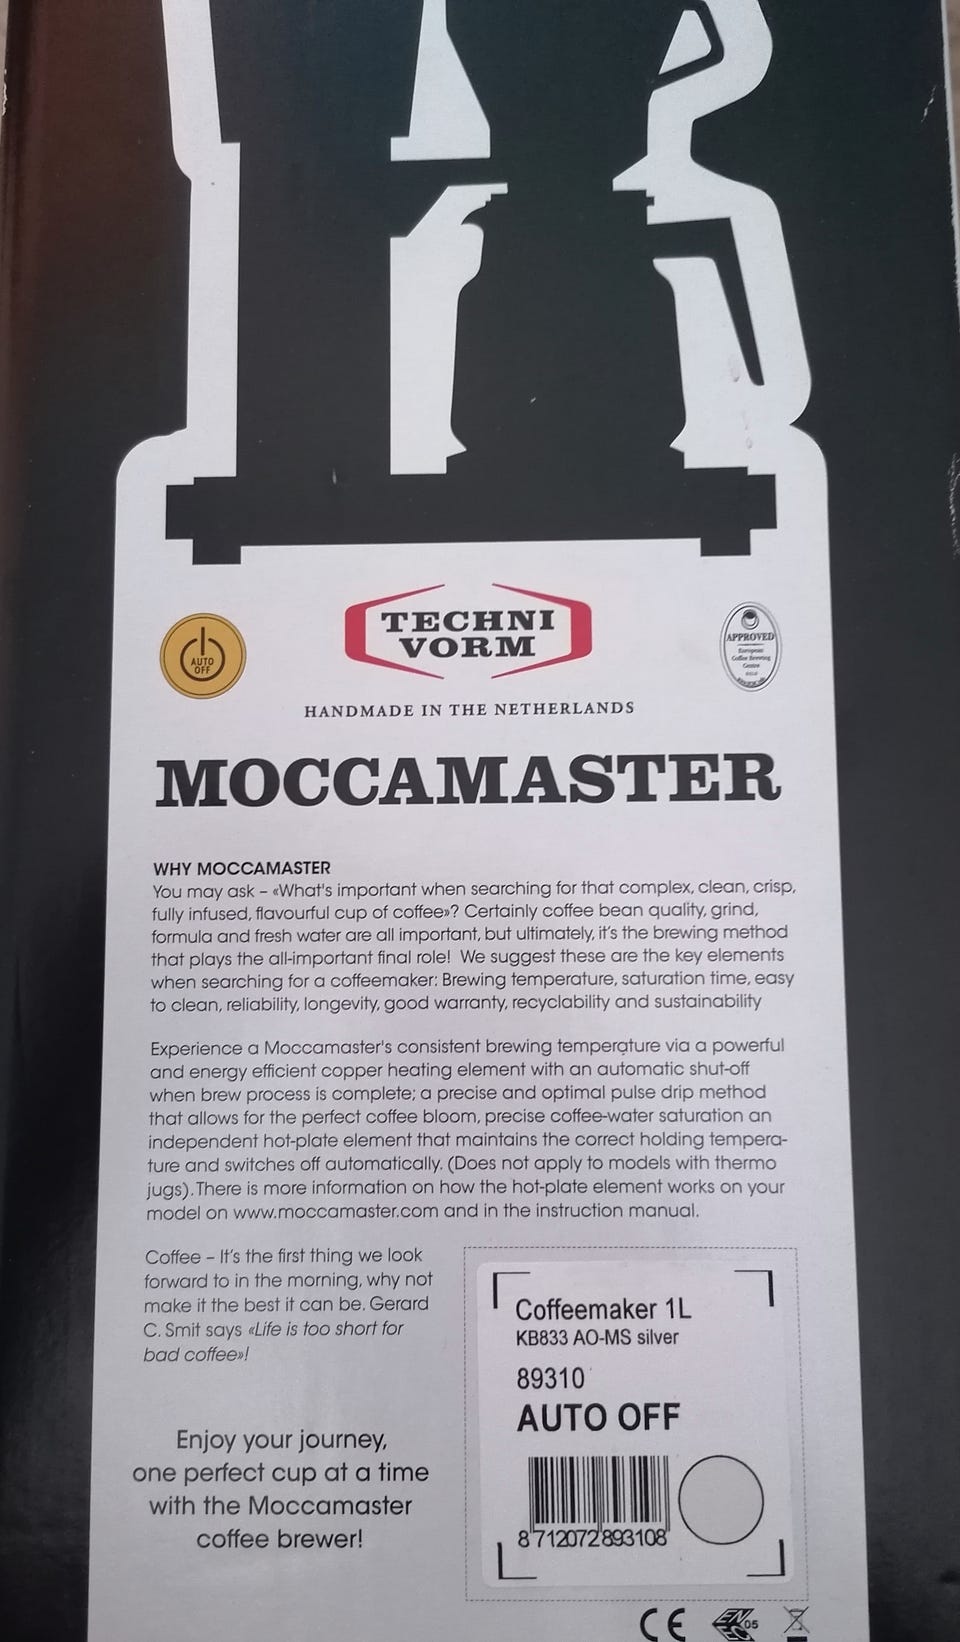 AUTO
OFF
TECHNI
VORM
APPROVED
European
Coffee Brewing
Centre
HANDMADE IN THE NETHERLANDS
MOCCAMASTER
WHY MOCCAMASTER
You may ask – «What's important when searching for that complex, clean, crisp,
fully infused, flavourful cup of coffee»? Certainly coffee bean quality, grind,
formula and fresh water are all important, but ultimately, it's the brewing method
that plays the all-important final role! We suggest these are the key elements
when searching for a coffeemaker: Brewing temperature, saturation time, easy
to clean, reliability, longevity, good warranty, recyclability and sustainability
Experience a Moccamaster's consistent brewing temperature via a powerful
and energy efficient copper heating element with an automatic shut-off
when brew process is complete; a precise and optimal pulse drip method
that allows for the perfect coffee bloom, precise coffee-water saturation an
independent hot-plate element that maintains the correct holding tempera-
ture and switches off automatically. (Does not apply to models with thermo
jugs). There is more information on how the hot-plate element works on your
model on www.moccamaster.com and in the instruction manual.
Coffee – It's the first thing we look
forward to in the morning, why not
make it the best it can be. Gerard
C. Smit says «Life is too short for
bad coffee»!
Enjoy your journey,
one perfect cup at a time
with the Moccamaster
coffee brewer!
Coffeemaker 1L
KB833 AO-MS silver
89310
AUTO OFF
8 712072 893108
CE
EN
EC
05